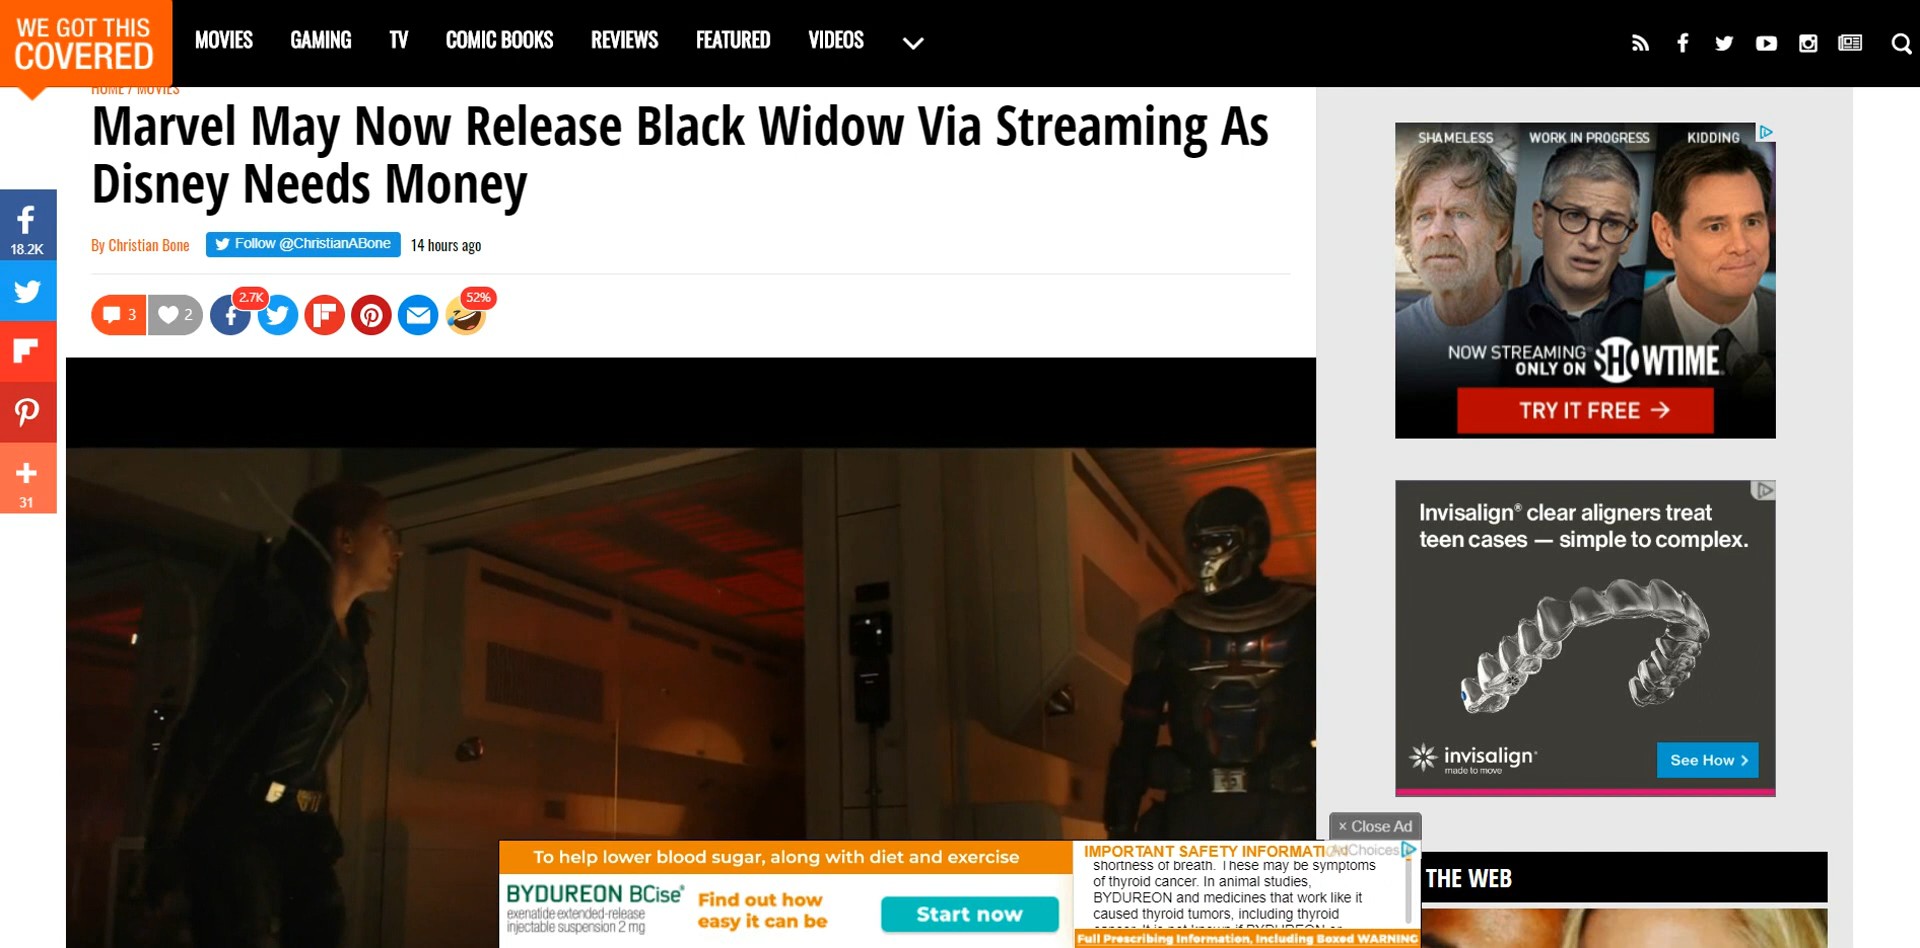 WE GOT THIS
COVERED
MOVIES
GAMING
TV
COMIC BOOKS
REVIEWS
FEATURED
VIDEOS
HOME / MOVIES
Marvel May Now Release Black Widow Via Streaming As
Disney Needs Money
By Christian Bone
Follow @ChristianABone
14 hours ago
18.2K
31
3
2
2.7K
52%
SHAMELESS
WORK IN PROGRESS
KIDDING
NOW STREAMING
ONLY ON
SHOWTIME
TRY IT FREE →
Invisalign® clear aligners treat
teen cases — simple to complex.
invisalign
made to move
See How >
× Close Ad
To help lower blood sugar, along with diet and exercise
BYDUREON BCise®
exenatide extended-release
injectable suspension 2 mg
Find out how
easy it can be
Start now
IMPORTANT SAFETY INFORMATI
AdChoices
shortness of breath. These may be symptoms
of thyroid cancer. In animal studies,
BYDUREON and medicines that work like it
caused thyroid tumors, including thyroid
Full Prescribing Information, Including Boxed WARNING
THE WEB